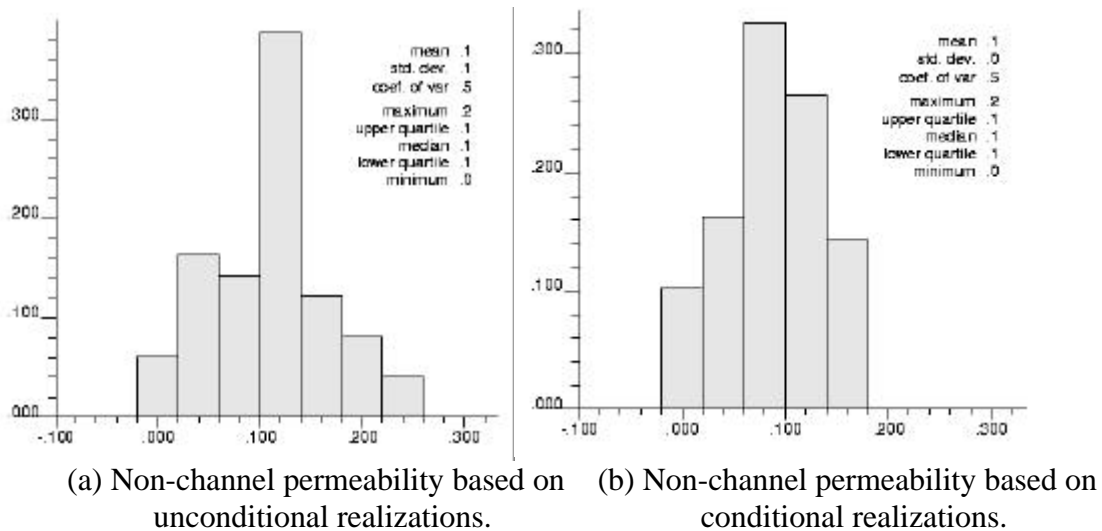 mean .1
std. dev. .1
coef. of var .5
maximum .2
upper quartile .1
median .1
lower quartile .1
minimum .0
.300
.200
.100
.000
-.100 .000 .100 .200 .300
(a) Non-channel permeability based on
unconditional realizations.
mean .1
std. dev. .0
coef. of var .5
maximum .2
upper quartile .1
median .1
lower quartile .1
minimum .0
.300
.200
.100
.000
-.100 .000 .100 .200 .300
(b) Non-channel permeability based on
conditional realizations.